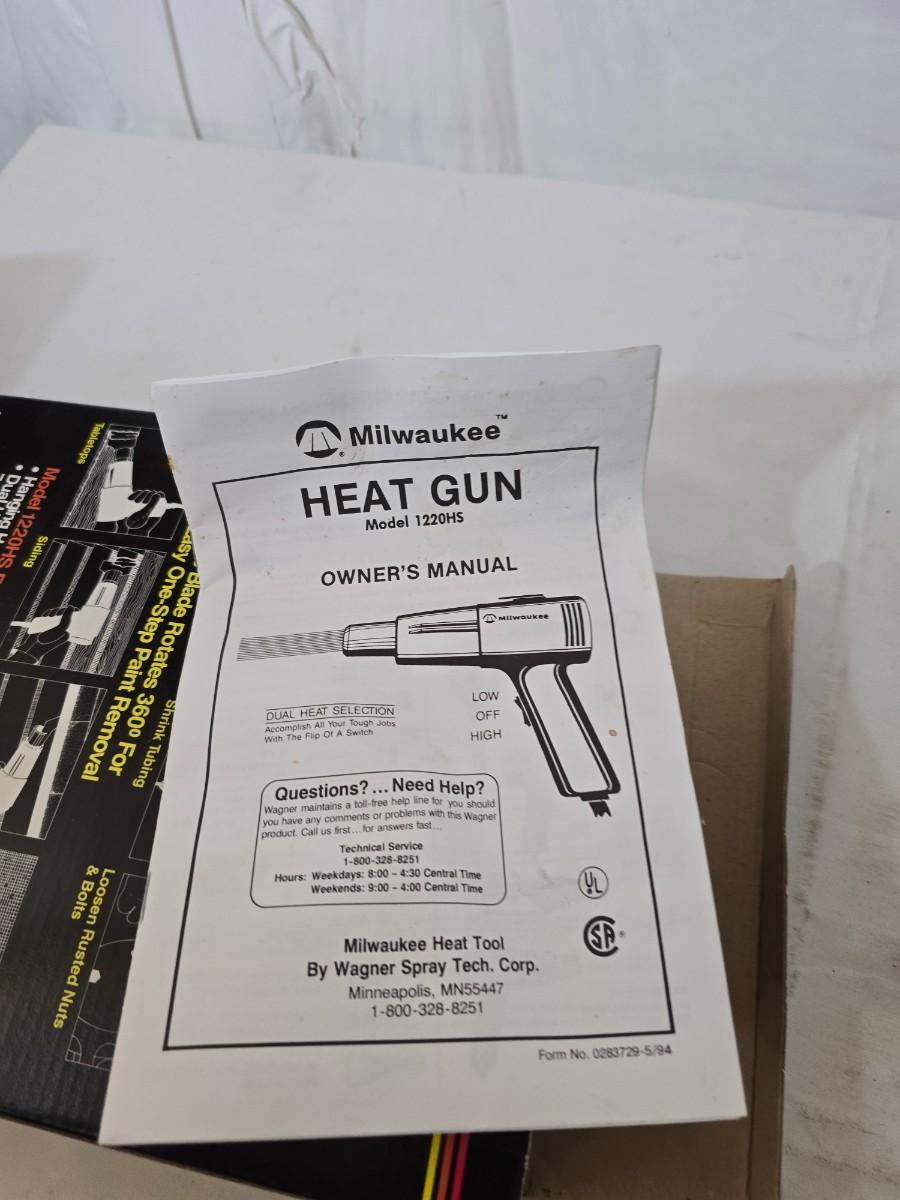 Milwaukee™
HEAT GUN
Model 1220HS
OWNER'S MANUAL
Milwaukee
DUAL HEAT SELECTION
Accomplish All Your Tough Jobs
With The Flip Of A Switch
LOW
OFF
HIGH
Questions?... Need Help?
Wagner maintains a toll-free help line for you should
you have any comments or problems with this Wagner
product. Call us first... for answers fast...
Technical Service
1-800-328-8251
Hours: Weekdays: 8:00 – 4:30 Central Time
Weekends: 9:00 – 4:00 Central Time
UL
SA
Milwaukee Heat Tool
By Wagner Spray Tech. Corp.
Minneapolis, MN55447
1-800-328-8251
Form No. 0283729-5/94
Model 1220HS
• Hanging
• Dual
Tabletops
Siding
Blade Rotates 360° For
One-Step Paint Removal
Shrink Tubing
Loosen Rusted Nuts
& Bolts